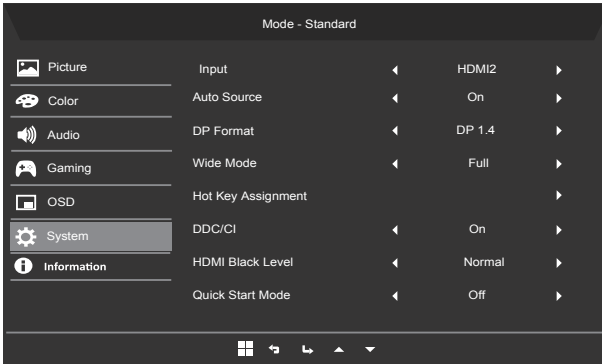 Mode - Standard
Picture
Color
Audio
Gaming
OSD
System
Information
Input HDMI2
Auto Source On
DP Format DP 1.4
Wide Mode Full
Hot Key Assignment
DDC/CI On
HDMI Black Level Normal
Quick Start Mode Off